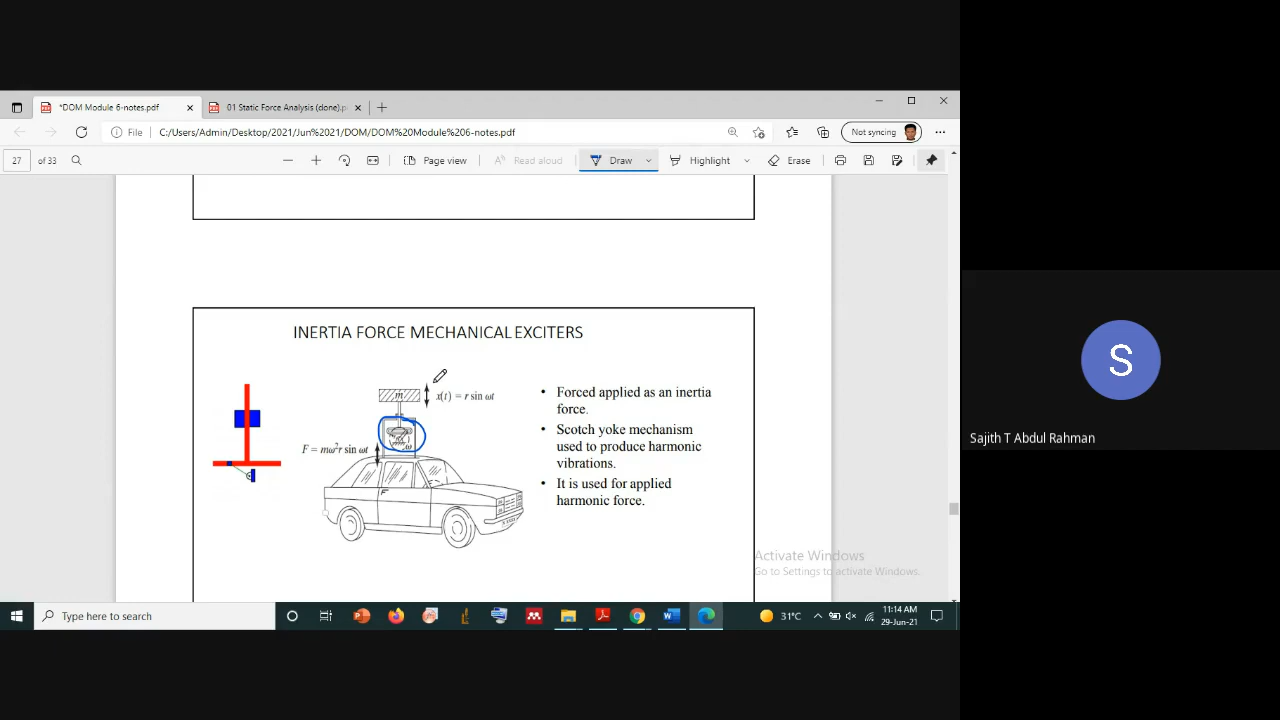 *DOM Module 6-notes.pdf
01 Static Force Analysis (done).p
File
C:/Users/Admin/Desktop/2021/Jun%2021/DOM/DOM%20Module%206-notes.pdf
Not syncing
27 of 33
Page view
Read aloud
Draw
Highlight
Erase
INERTIA FORCE MECHANICAL EXCITERS
m
x(t) = r sin ωt
F = mω²r sin ωt
ω
• Forced applied as an inertia
force.
• Scotch yoke mechanism
used to produce harmonic
vibrations.
• It is used for applied
harmonic force.
Activate Windows
Go to Settings to activate Windows.
S
Sajith T Abdul Rahman
Type here to search
31°C
11:14 AM
29-Jun-21